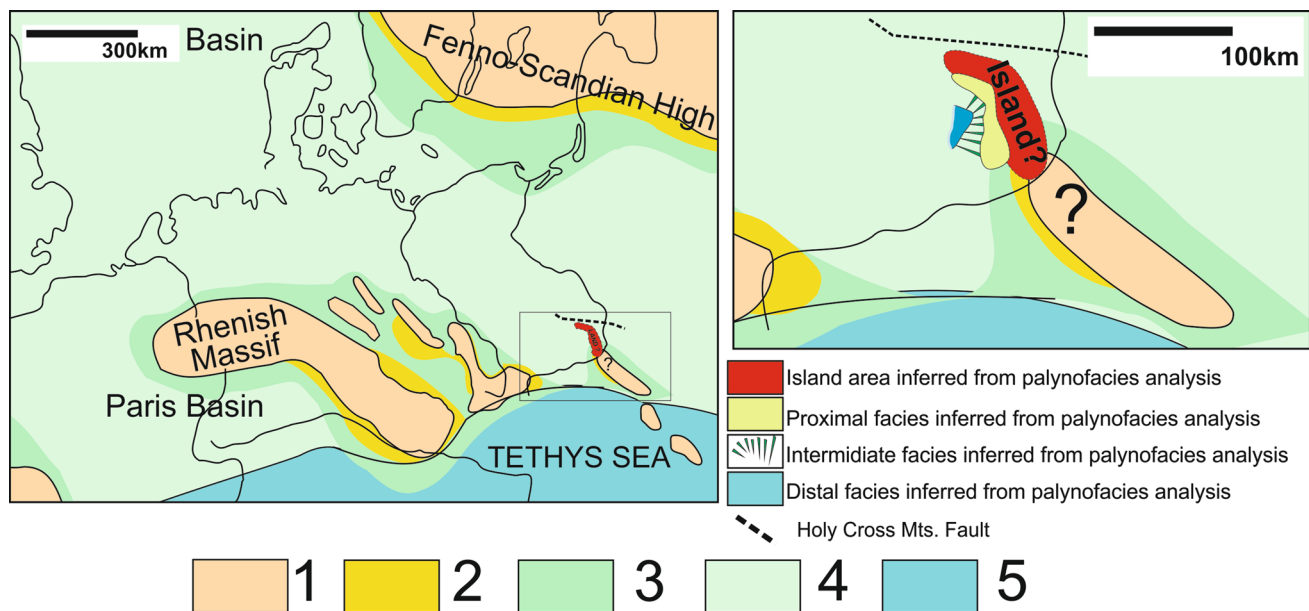 300km
Basin
Fenno-Scandian High
Rhenish
Massif
Paris Basin
TETHYS SEA
?
100km
Island?
?
Island area inferred from palynofacies analysis
Proximal facies inferred from palynofacies analysis
Intermidiate facies inferred from palynofacies analysis
Distal facies inferred from palynofacies analysis
Holy Cross Mts. Fault
1 2 3 4 5